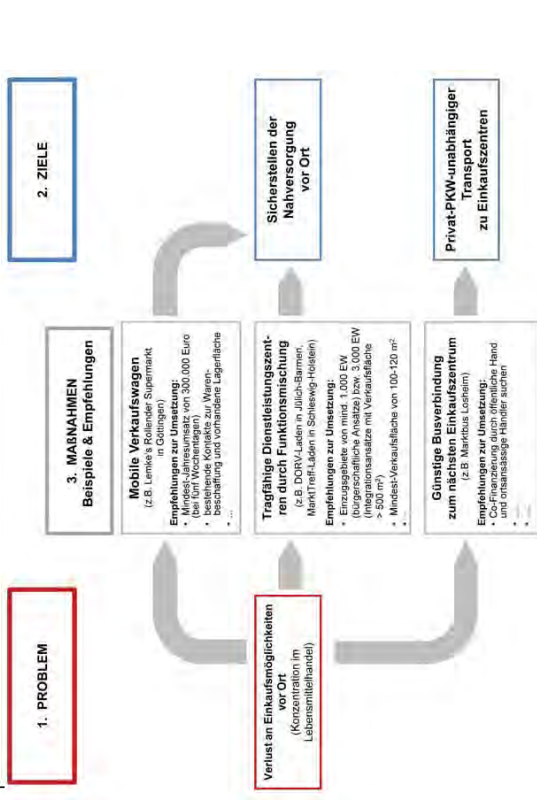 1. PROBLEM
Verlust an Einkaufsmöglichkeiten
vor Ort
(Konzentration im
Lebensmittelhandel)
3. MAßNAHMEN
Beispiele & Empfehlungen
Mobile Verkaufswagen
(z.B. Lemke's Rollender Supermarkt
in Göttingen)
Empfehlungen zur Umsetzung:
• Mindest-Jahresumsatz von 300.000 Euro
(bei fünf Wochentagen)
• bestehende Kontakte zur Waren-
beschaffung und vorhandene Lagerfläche
• ...
Tragfähige Dienstleistungszent-
ren durch Funktionsmischung
(z.B. DORV-Laden in Jülich-Barmen,
MarktTreff-Läden in Schleswig-Holstein)
Empfehlungen zur Umsetzung:
• Einzugsgebiete von mind. 1.000 EW
(bürgerschaftliche Ansätze) bzw. 3.000 EW
(Integrationsansätze mit Verkaufsfläche
> 500 m²)
• Mindest-Verkaufsfläche von 100-120 m²
• ...
Günstige Busverbindung
zum nächsten Einkaufszentrum
(z.B. Marktbus Losheim)
Empfehlungen zur Umsetzung:
• Co-Finanzierung durch öffentliche Hand
und ortsansässige Händler suchen
• ...
• ...
2. ZIELE
Sicherstellen der
Nahversorgung
vor Ort
Privat-PKW-unabhängiger
Transport
zu Einkaufszentren